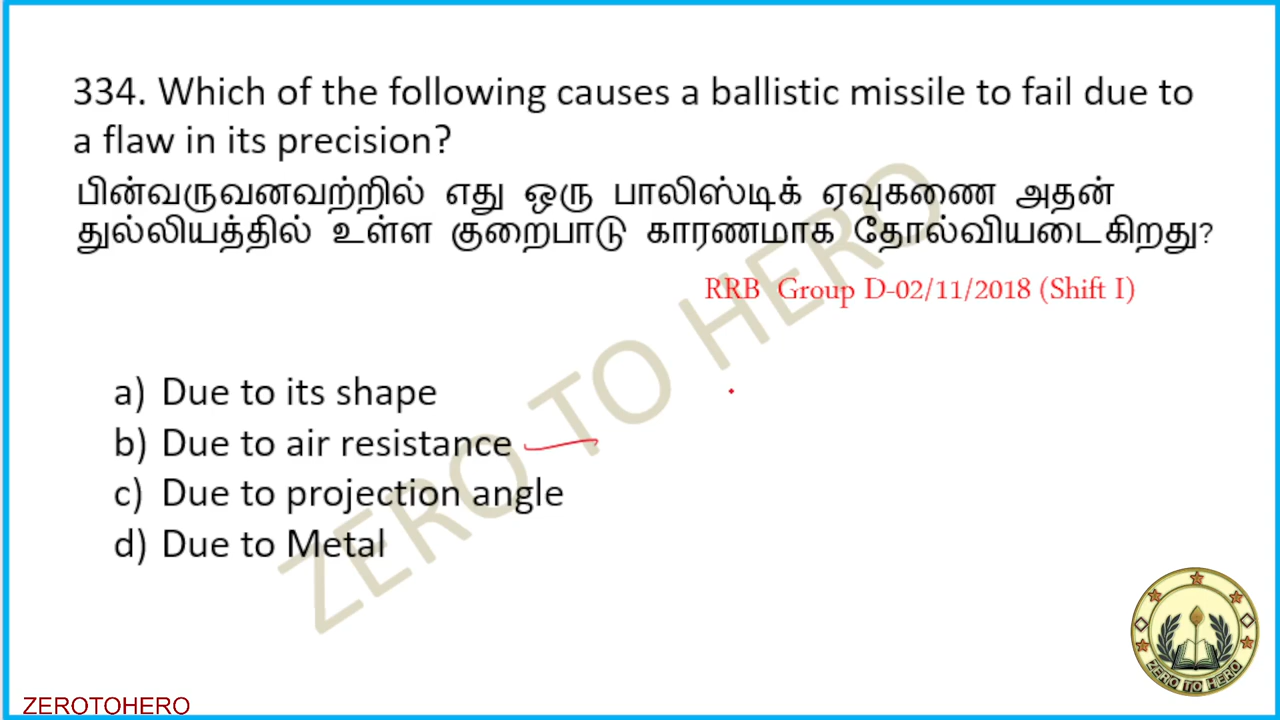 334. Which of the following causes a ballistic missile to fail due to
a flaw in its precision?
பின்வருவனவற்றில் எது ஒரு பாலிஸ்டிக் ஏவுகணை அதன்
துல்லியத்தில் உள்ள குறைபாடு காரணமாக தோல்வியடைகிறது?
RRB Group D-02/11/2018 (Shift I)
a) Due to its shape
b) Due to air resistance
c) Due to projection angle
d) Due to Metal
ZERO TO HERO
ZERO TO HERO
ZEROTOHERO